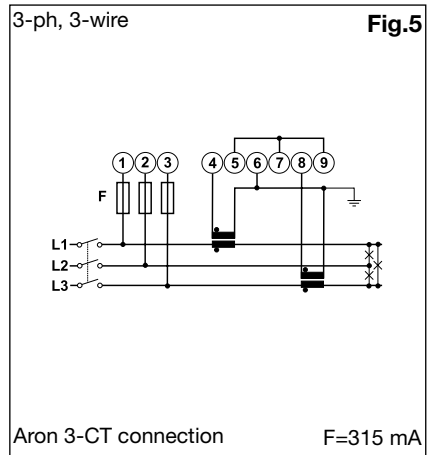 3-ph, 3-wire Fig.5
1 2 3 4 5 6 7 8 9
F
L1
L2
L3
Aron 3-CT connection F=315 mA